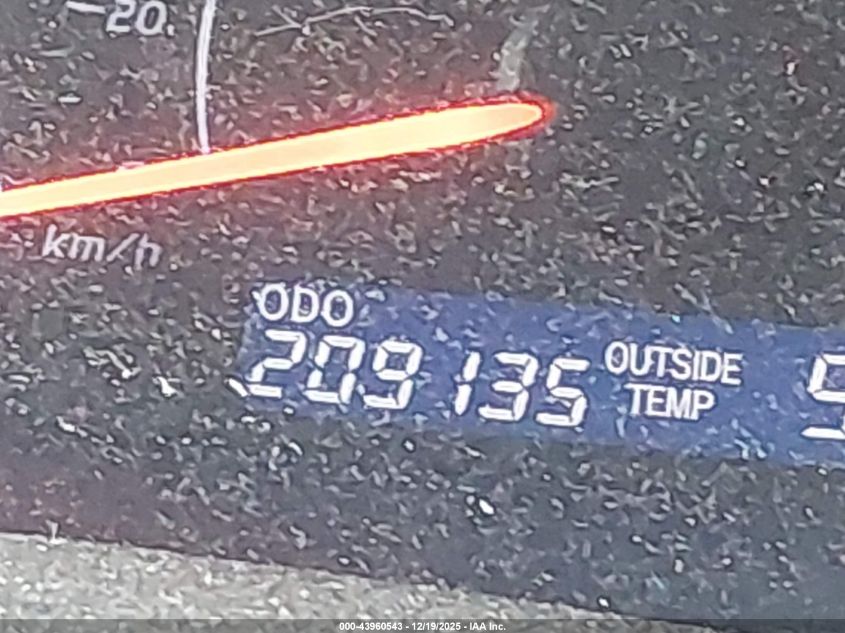 20
km/h
ODO
209135
OUTSIDE
TEMP
000-43960543 - 12/19/2025 - IAA Inc.